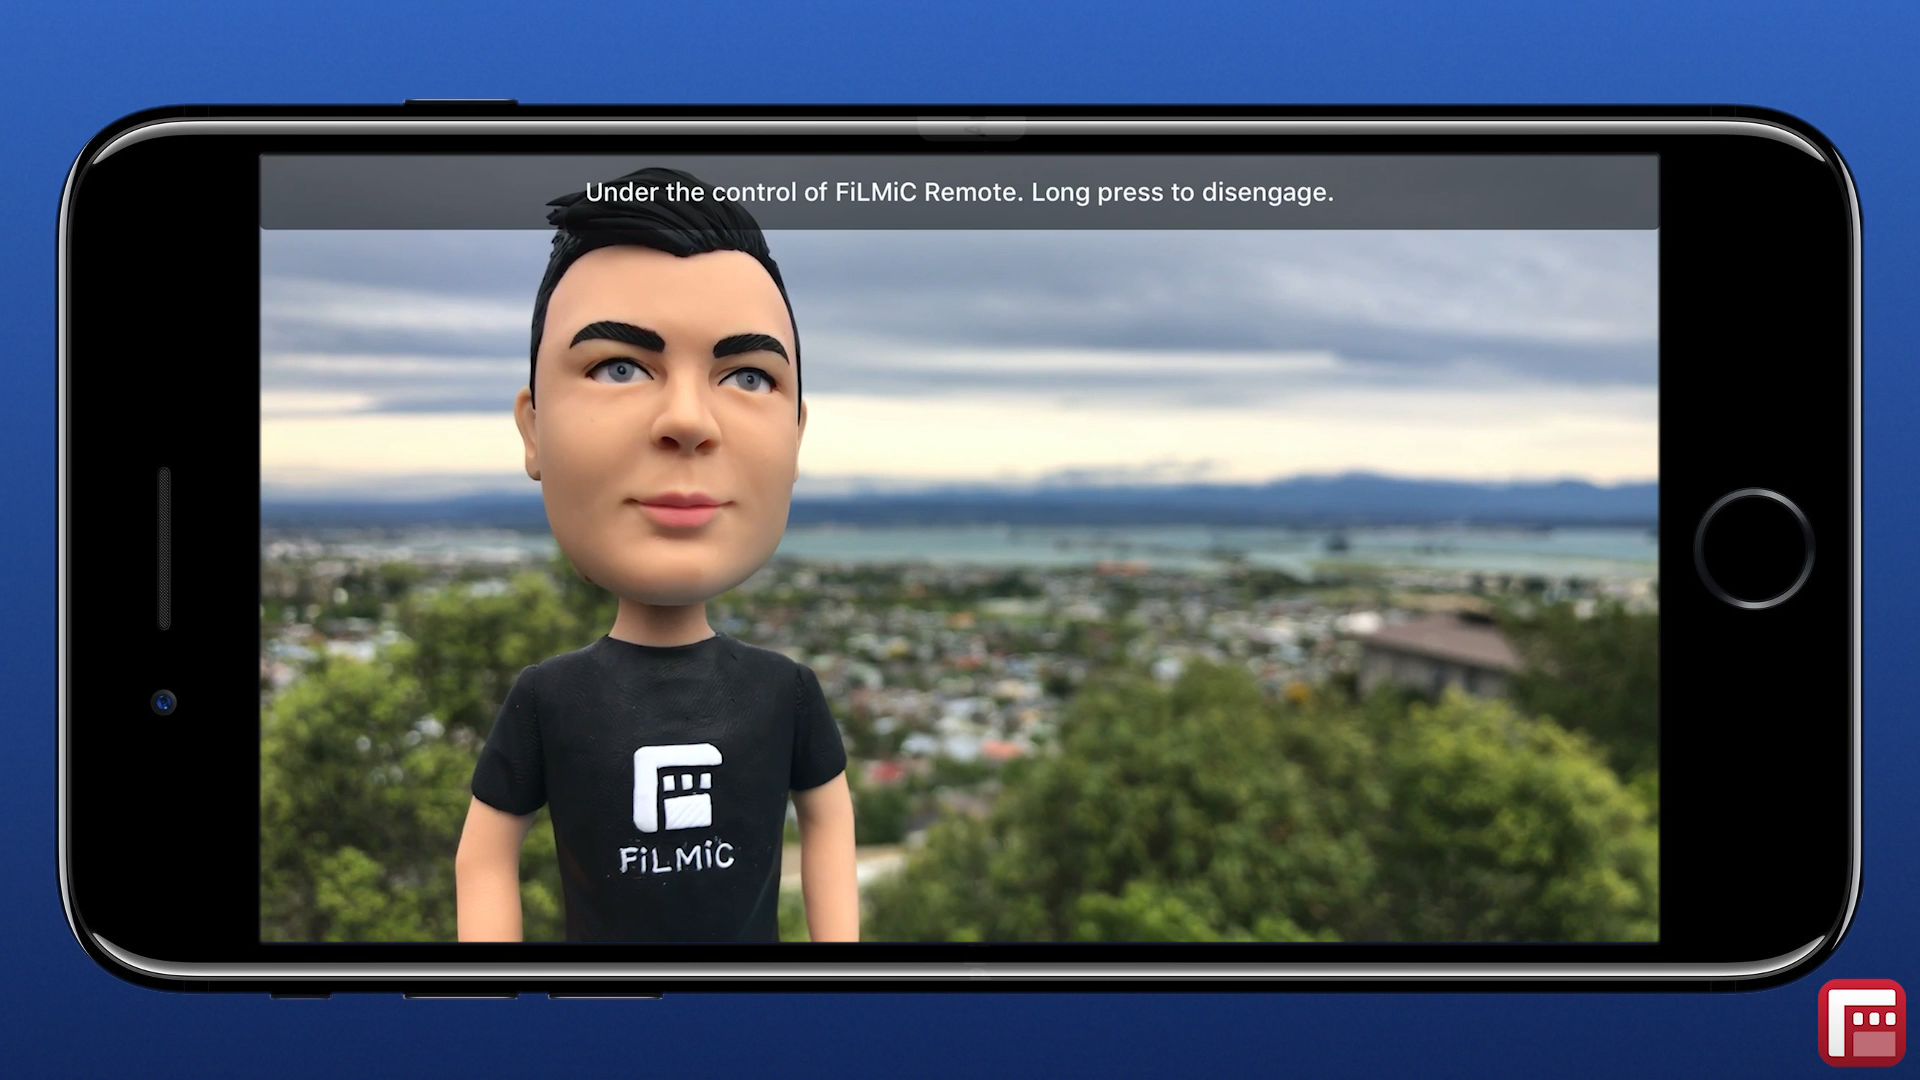 Under the control of FiLMiC Remote. Long press to disengage.
FiLMiC